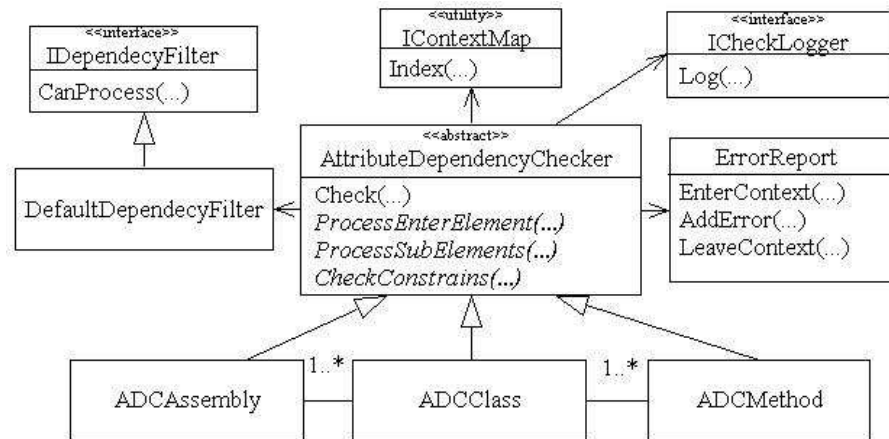 <<interface>>
IDependecyFilter
CanProcess(...)
<<utility>>
IContextMap
Index(...)
<<interface>>
ICheckLogger
Log(...)
DefaultDependecyFilter
<<abstract>>
AttributeDependencyChecker
Check(...)
ProcessEnterElement(...)
ProcessSubElements(...)
CheckConstrains(...)
ErrorReport
EnterContext(...)
AddError(...)
LeaveContext(...)
ADCAssembly
1..*
ADCClass
1..*
ADCMethod